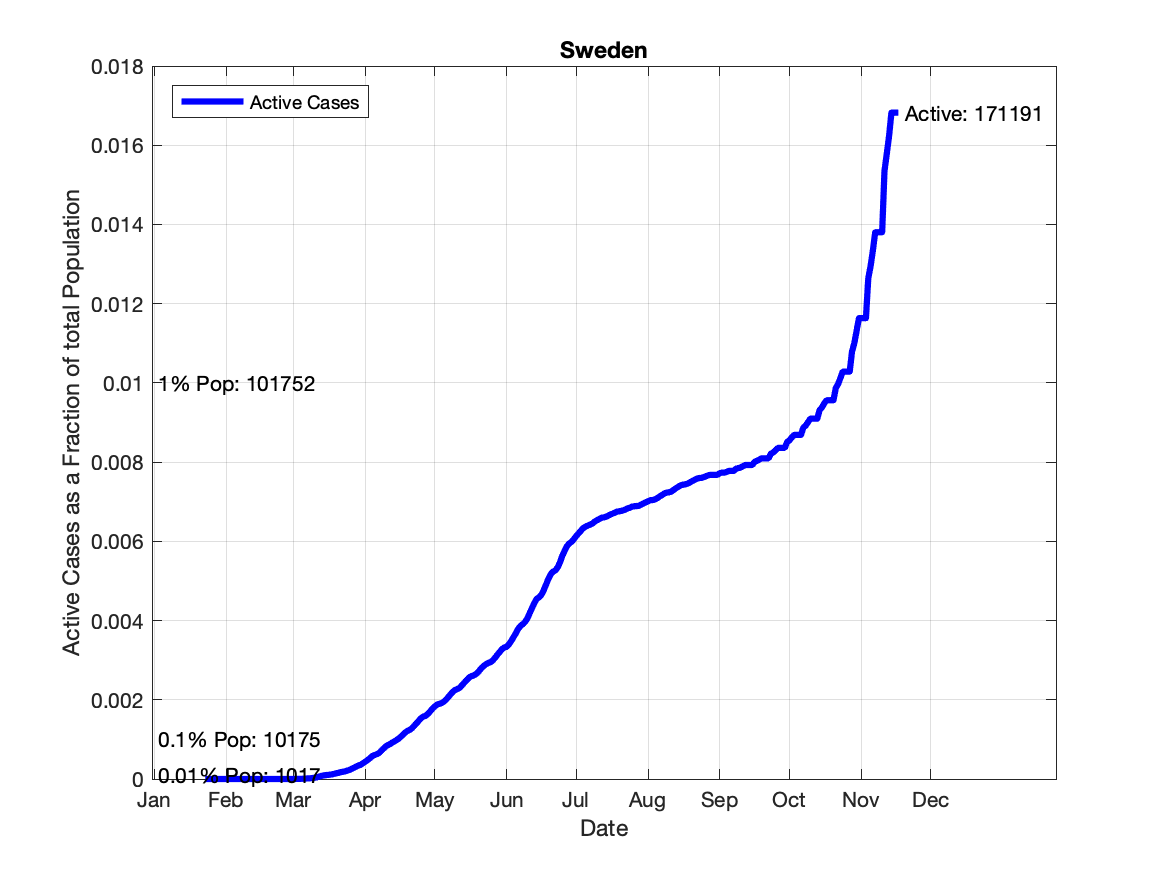 Sweden
Active Cases
Active: 171191
0.018
0.016
0.014
0.012
0.01
0.008
0.006
0.004
0.002
0
1% Pop: 101752
0.1% Pop: 10175
0.01% Pop: 1017
Active Cases as a Fraction of total Population
Jan Feb Mar Apr May Jun Jul Aug Sep Oct Nov Dec
Date